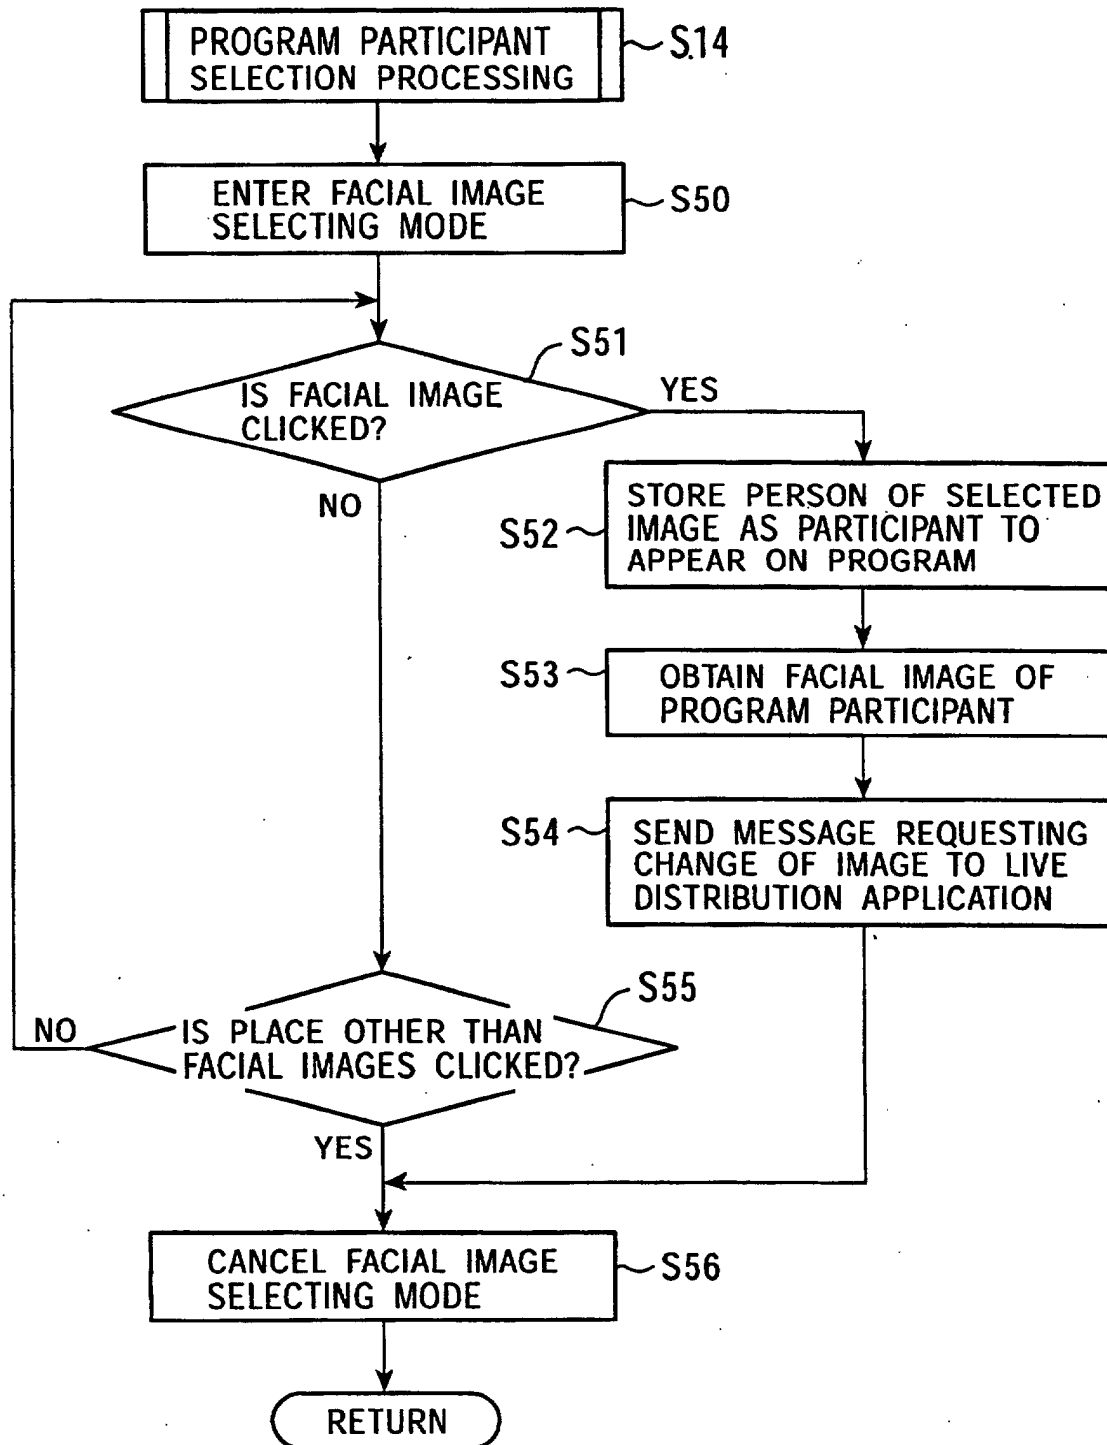 PROGRAM PARTICIPANT
SELECTION PROCESSING
S14
ENTER FACIAL IMAGE
SELECTING MODE
S50
S51
IS FACIAL IMAGE
CLICKED?
YES
NO
STORE PERSON OF SELECTED
IMAGE AS PARTICIPANT TO
APPEAR ON PROGRAM
S52
S53
OBTAIN FACIAL IMAGE OF
PROGRAM PARTICIPANT
S54
SEND MESSAGE REQUESTING
CHANGE OF IMAGE TO LIVE
DISTRIBUTION APPLICATION
S55
NO
IS PLACE OTHER THAN
FACIAL IMAGES CLICKED?
YES
CANCEL FACIAL IMAGE
SELECTING MODE
S56
RETURN